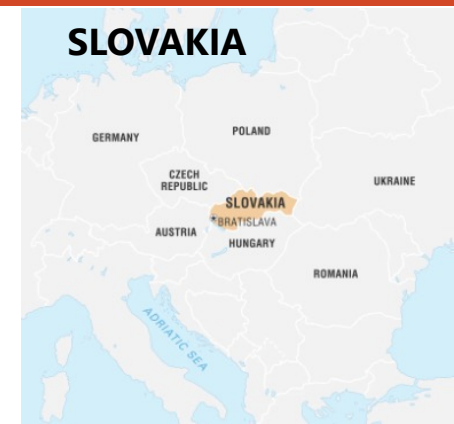 SLOVAKIA
GERMANY
POLAND
CZECH
REPUBLIC
UKRAINE
SLOVAKIA
BRATISLAVA
AUSTRIA
HUNGARY
ROMANIA
ADRIATIC SEA